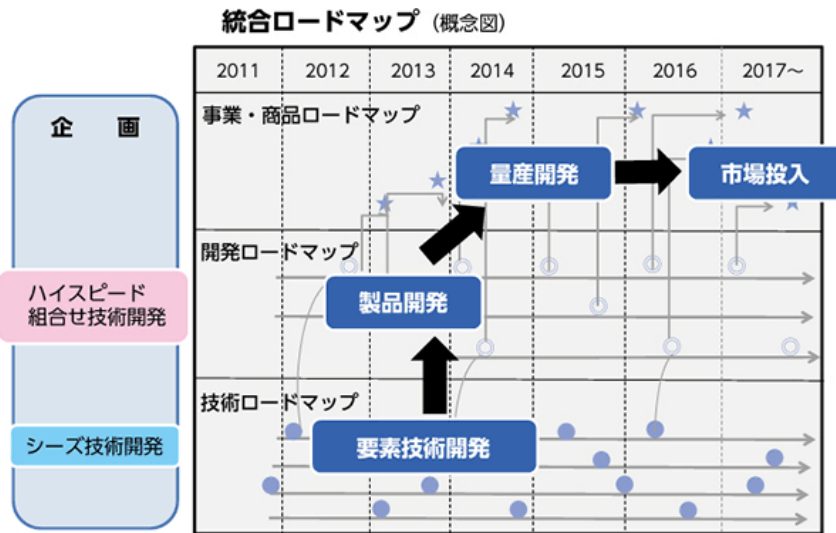 統合ロードマップ（概念図）
2011 2012 2013 2014 2015 2016 2017～
企　画
事業・商品ロードマップ
量産開発
市場投入
開発ロードマップ
ハイスピード
組合せ技術開発
製品開発
技術ロードマップ
シーズ技術開発
要素技術開発